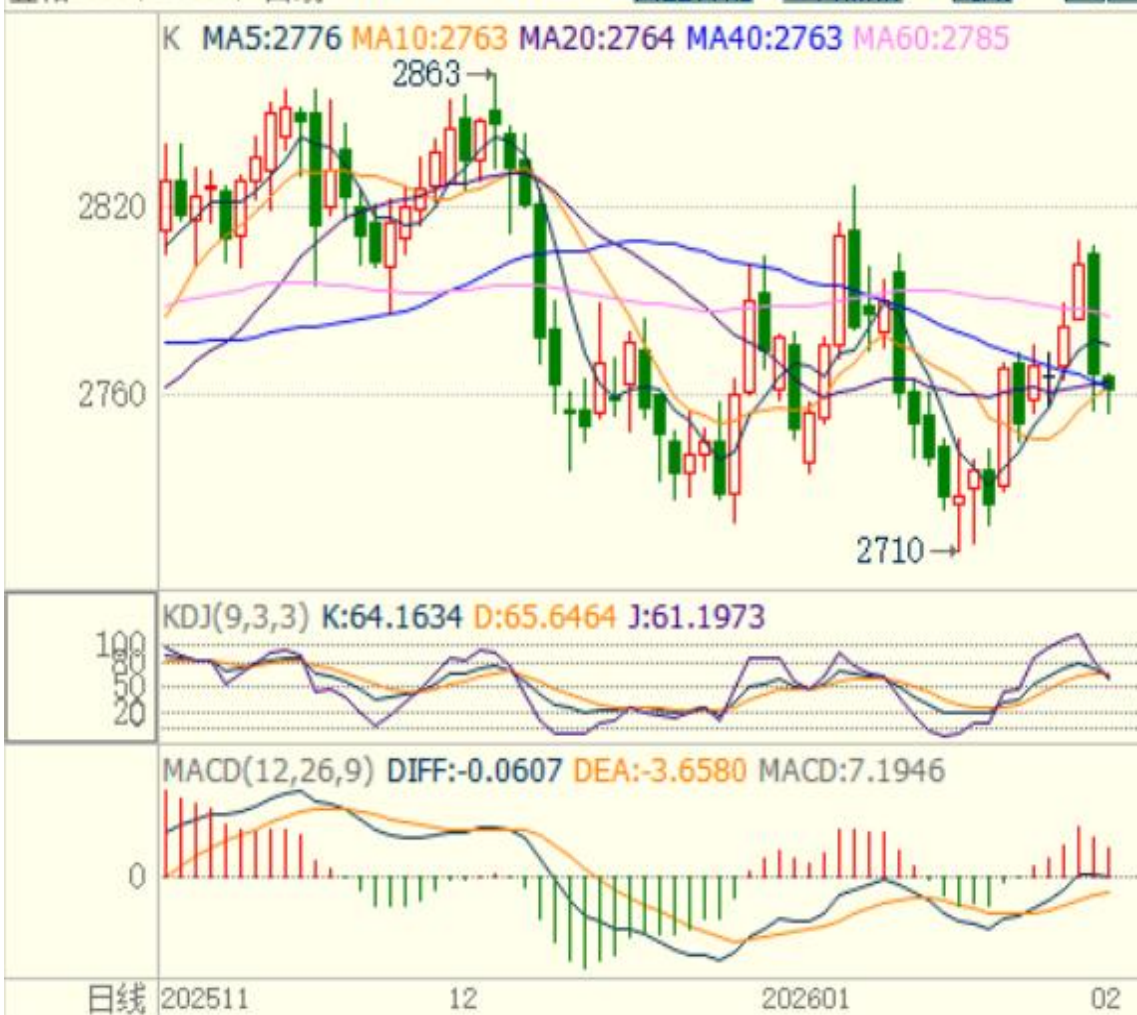 K MA5:2776 MA10:2763 MA20:2764 MA40:2763 MA60:2785
2863
2820
2760
2710
KDJ(9,3,3) K:64.1634 D:65.6464 J:61.1973
100
80
50
20
0
MACD(12,26,9) DIFF:-0.0607 DEA:-3.6580 MACD:7.1946
0
日线 202511 12 202601 02